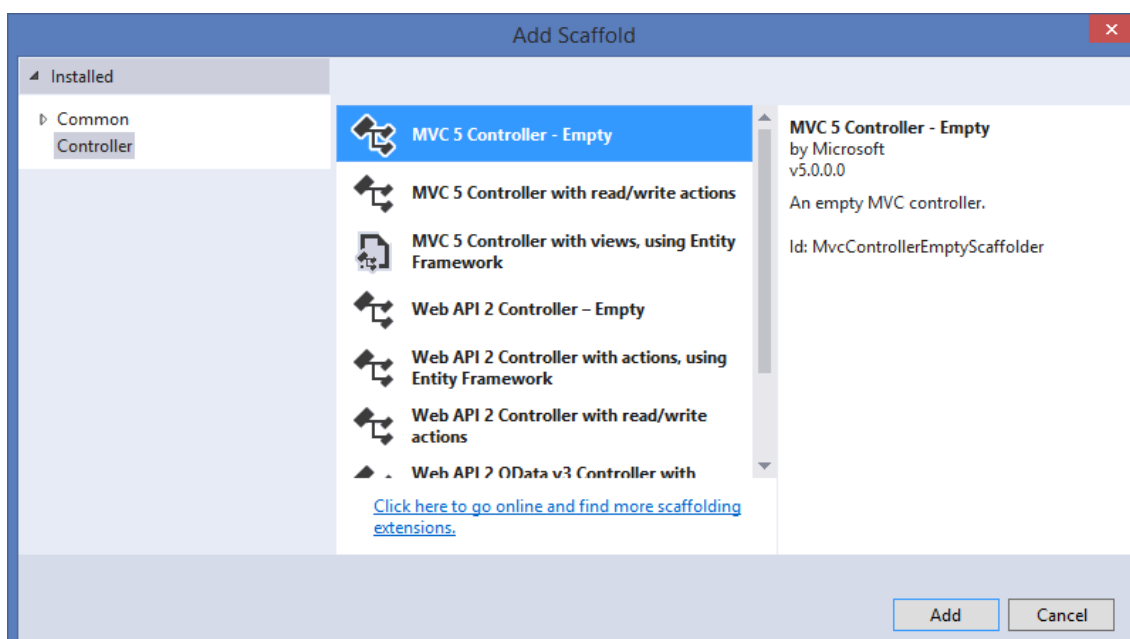 Add Scaffold
Installed
Common
Controller
MVC 5 Controller - Empty
MVC 5 Controller with read/write actions
MVC 5 Controller with views, using Entity
Framework
Web API 2 Controller – Empty
Web API 2 Controller with actions, using
Entity Framework
Web API 2 Controller with read/write
actions
Web API 2 OData v3 Controller with
Click here to go online and find more scaffolding
extensions.
MVC 5 Controller - Empty
by Microsoft
v5.0.0.0
An empty MVC controller.
Id: MvcControllerEmptyScaffolder
Add
Cancel